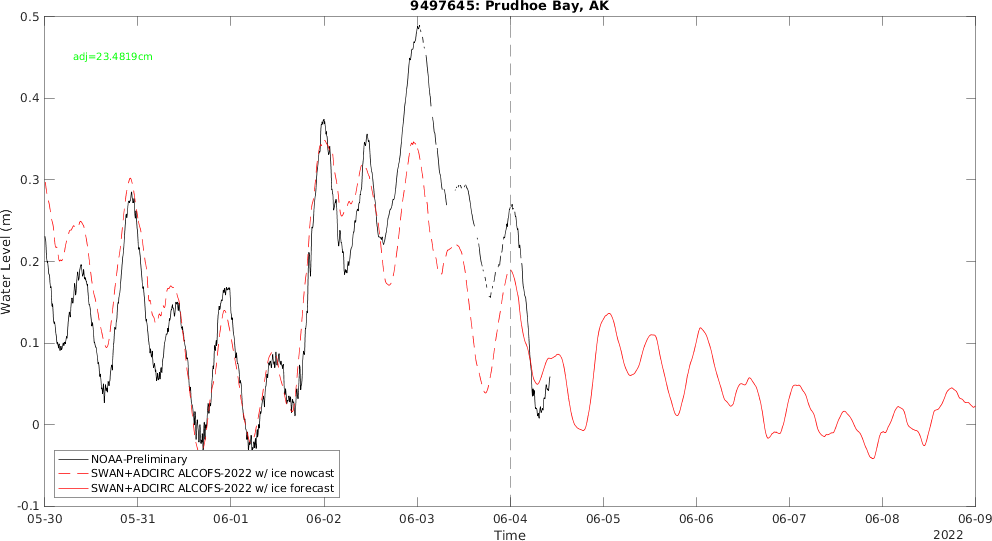 9497645: Prudhoe Bay, AK
adj=23.4819cm
Water Level (m)
0.5
0.4
0.3
0.2
0.1
0
-0.1
NOAA-Preliminary
SWAN+ADCIRC ALCOFS-2022 w/ ice nowcast
SWAN+ADCIRC ALCOFS-2022 w/ ice forecast
05-30 05-31 06-01 06-02 06-03 06-04 06-05 06-06 06-07 06-08 06-09
Time
2022